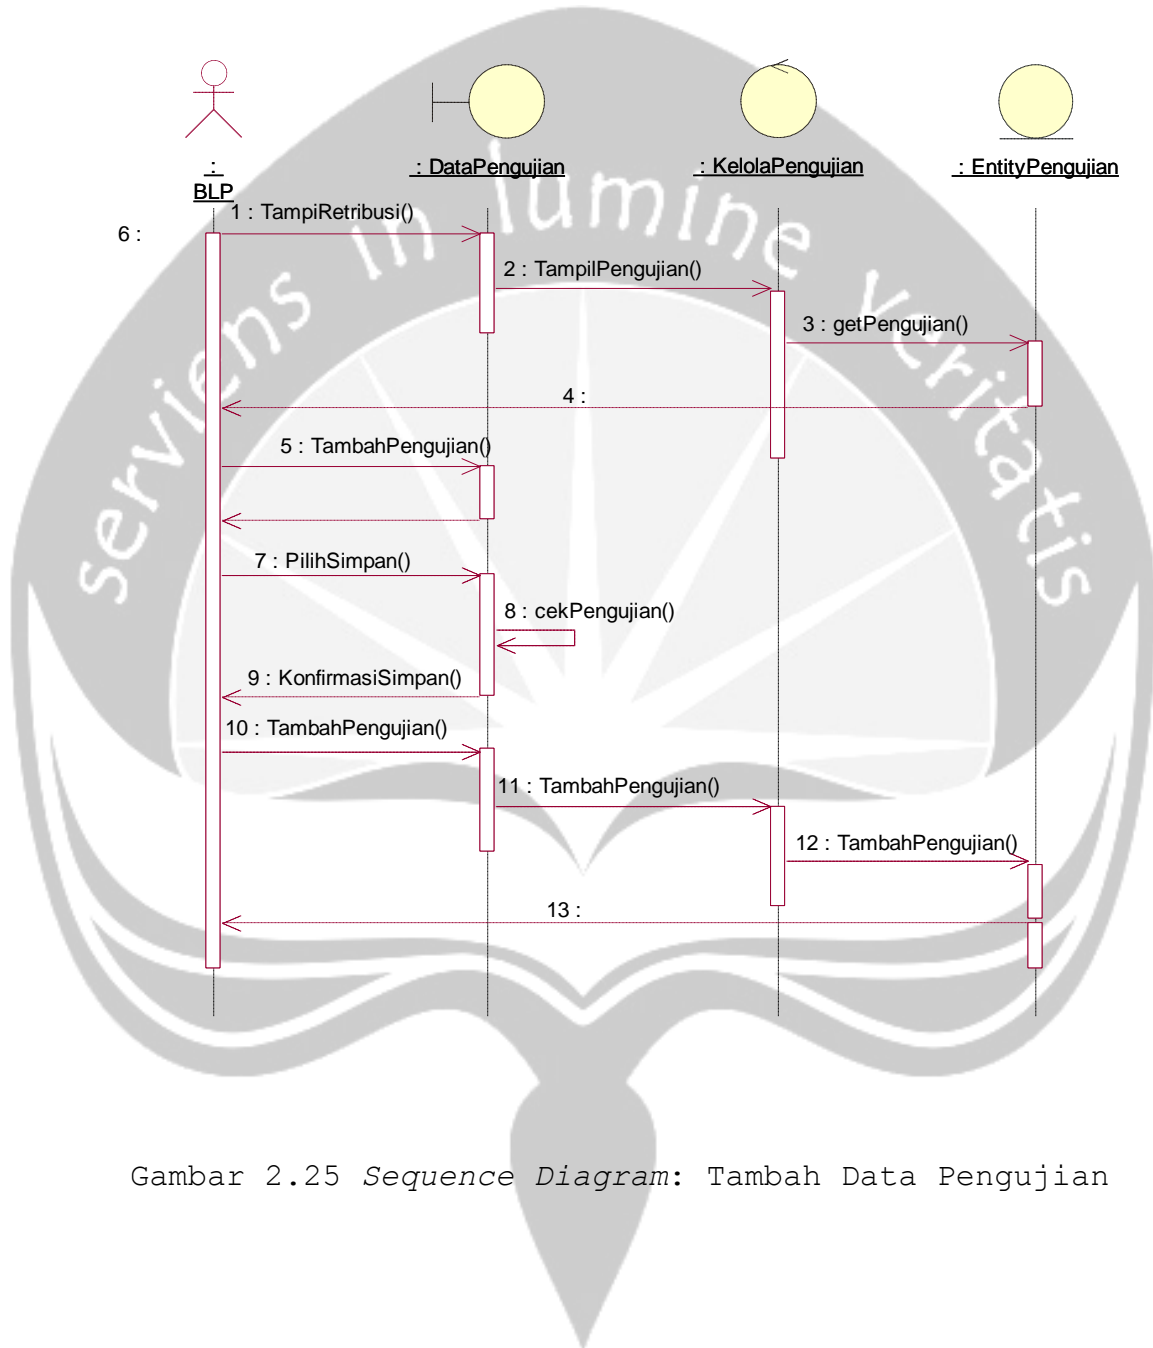 :
BLP
: DataPengujian
: KelolaPengujian
: EntityPengujian
1 : TampiRetribusi()
6 :
2 : TampilPengujian()
3 : getPengujian()
4 :
5 : TambahPengujian()
7 : PilihSimpan()
8 : cekPengujian()
9 : KonfirmasiSimpan()
10 : TambahPengujian()
11 : TambahPengujian()
12 : TambahPengujian()
13 :
serviens in lumine veritatis
Gambar 2.25 Sequence Diagram: Tambah Data Pengujian